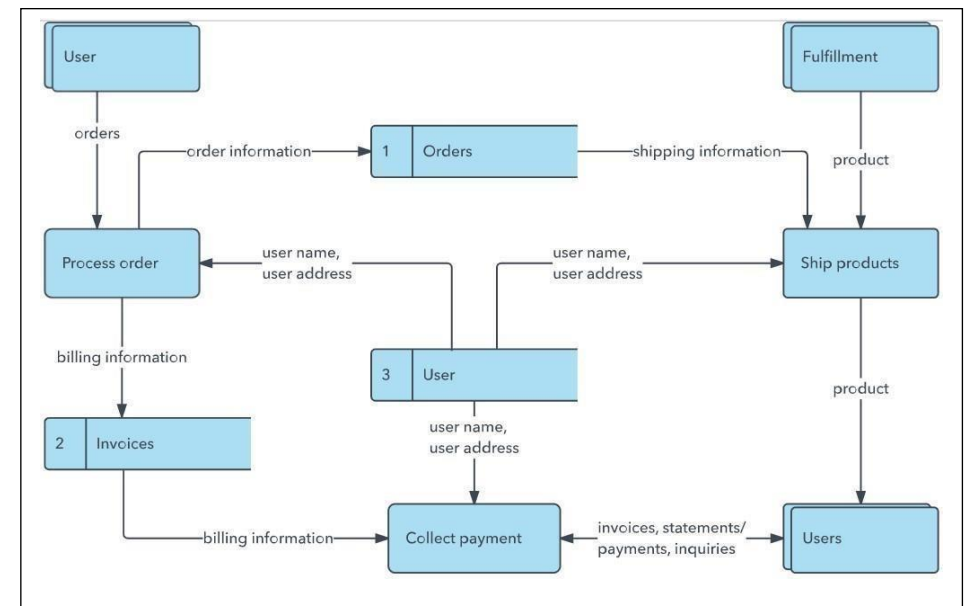 User
Fulfillment
orders
order information
1
Orders
shipping information
product
Process order
user name,
user address
user name,
user address
Ship products
billing information
3
User
product
2
Invoices
user name,
user address
billing information
Collect payment
invoices, statements/
payments, inquiries
Users